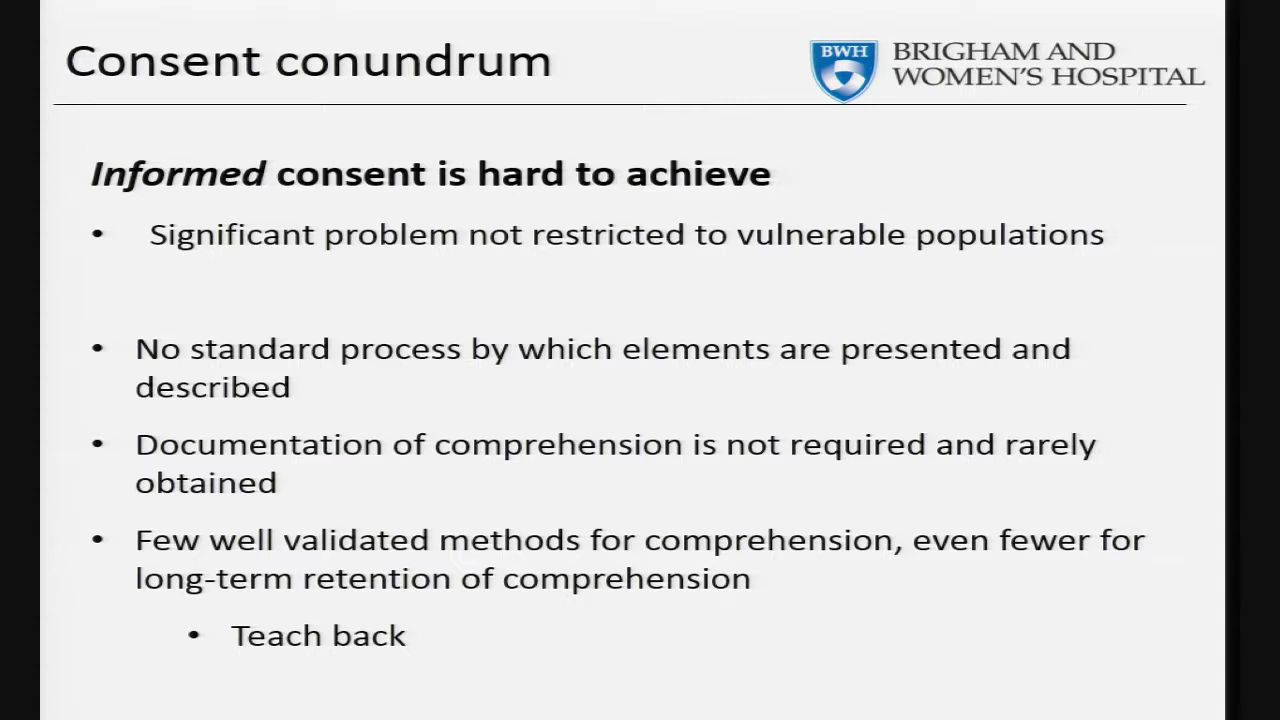 Consent conundrum
BWH
BRIGHAM AND
WOMEN'S HOSPITAL
Informed consent is hard to achieve
• Significant problem not restricted to vulnerable populations
• No standard process by which elements are presented and
described
• Documentation of comprehension is not required and rarely
obtained
• Few well validated methods for comprehension, even fewer for
long-term retention of comprehension
• Teach back